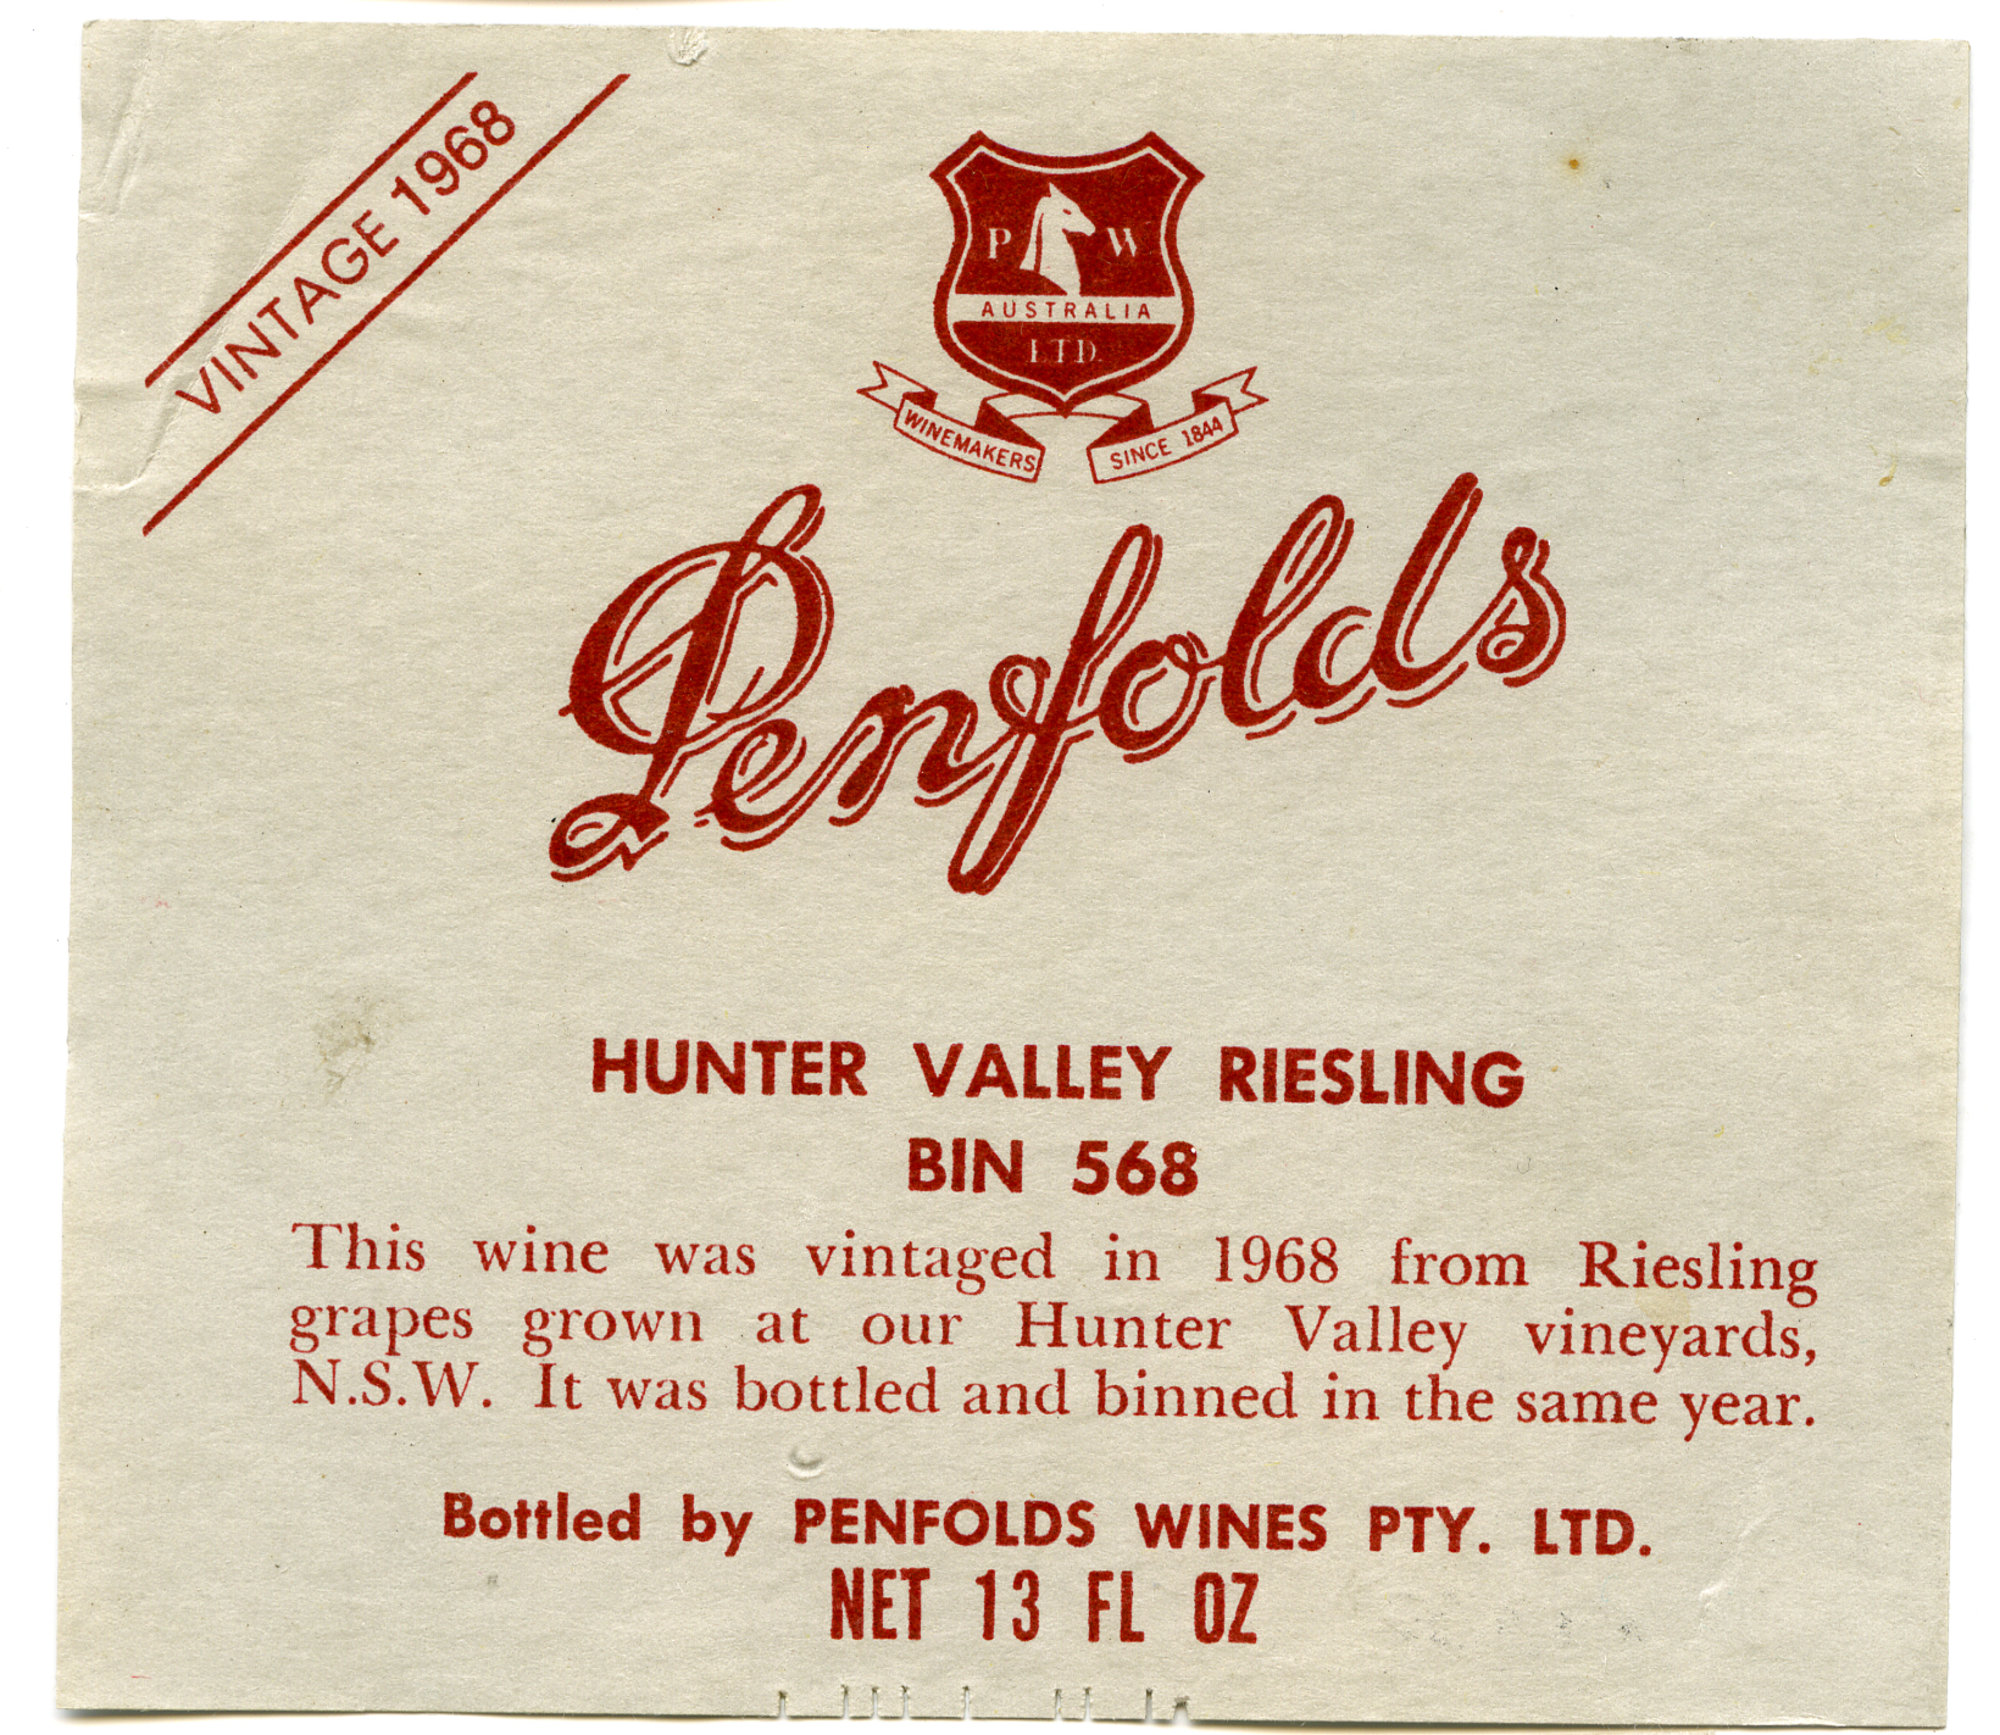 VINTAGE 1968
P W
AUSTRALIA
LTD.
WINEMAKERS SINCE 1844
Penfolds
HUNTER VALLEY RIESLING
BIN 568
This wine was vintaged in 1968 from Riesling
grapes grown at our Hunter Valley vineyards,
N.S.W. It was bottled and binned in the same year.
Bottled by PENFOLDS WINES PTY. LTD.
NET 13 FL OZ